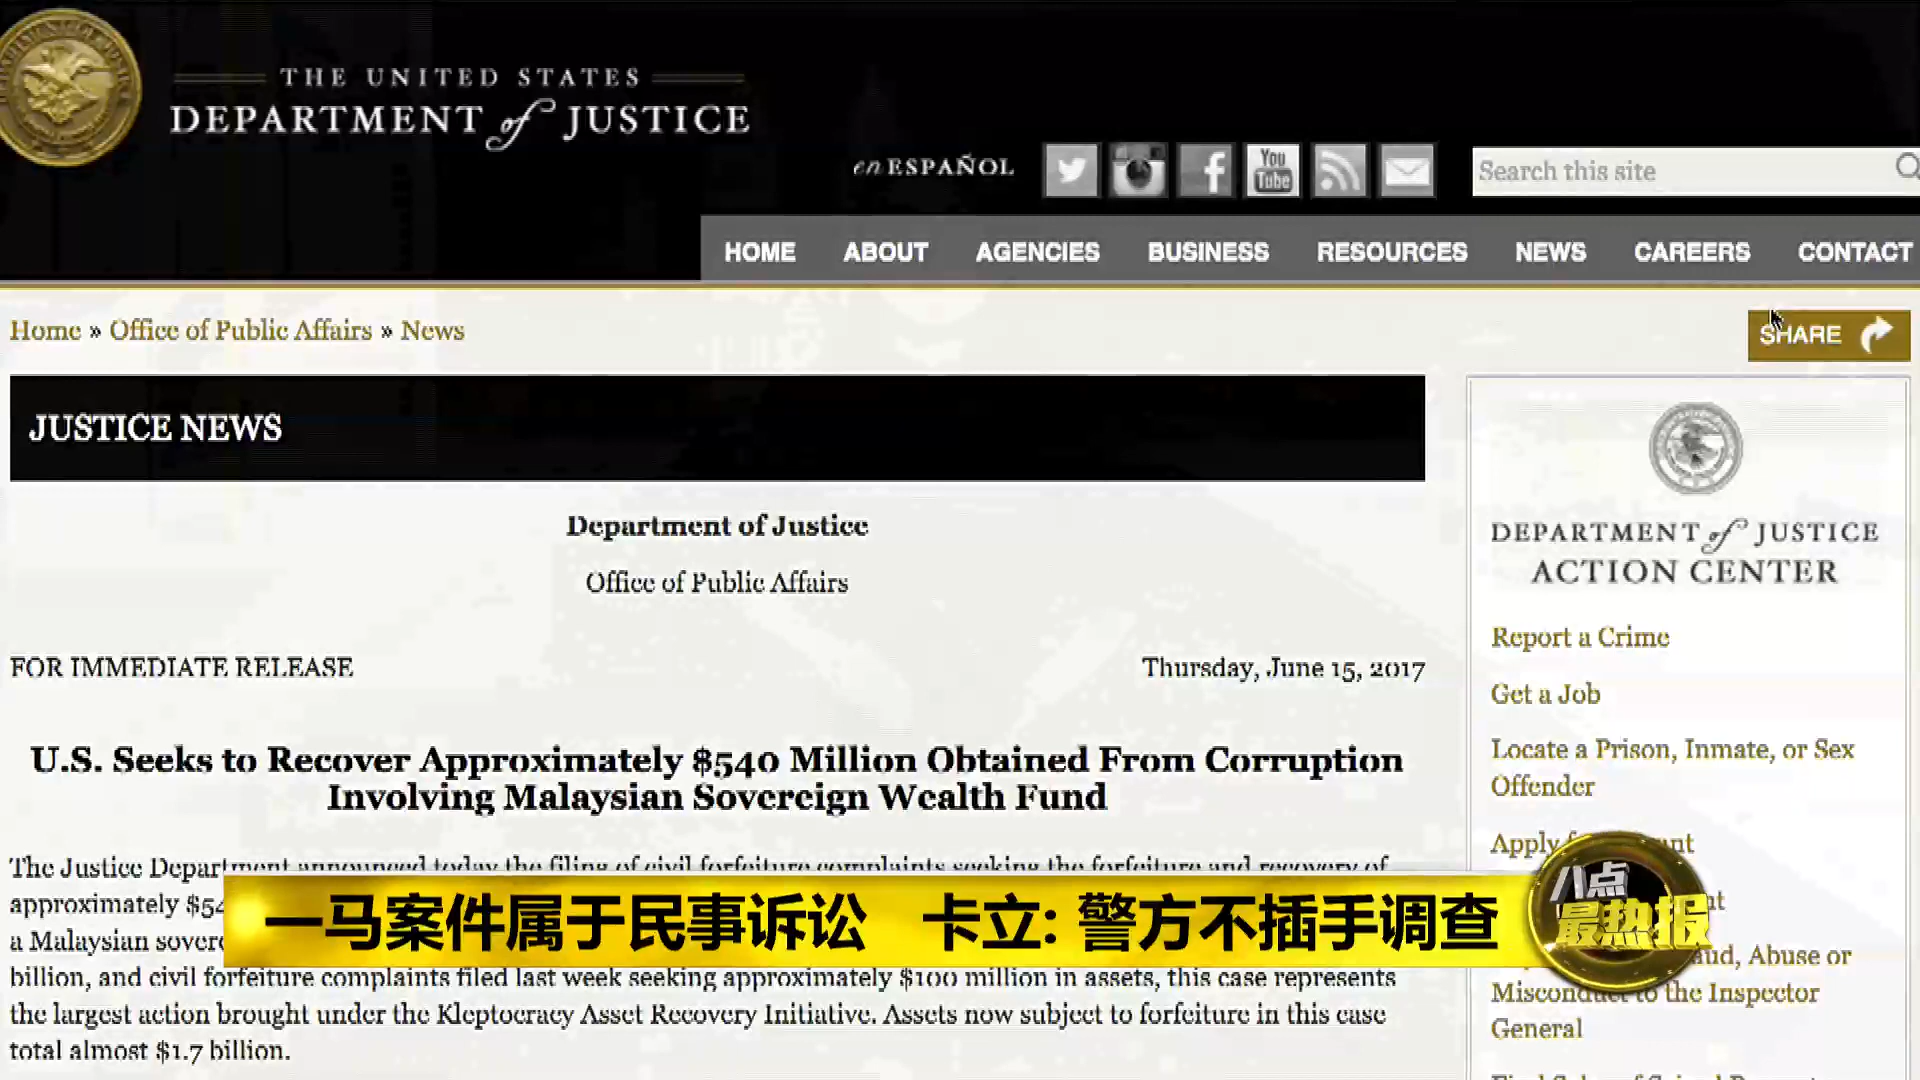 THE UNITED STATES
DEPARTMENT of JUSTICE
en ESPAÑOL
You
Tube
Search this site
HOME ABOUT AGENCIES BUSINESS RESOURCES NEWS CAREERS CONTACT
Home » Office of Public Affairs » News
SHARE
JUSTICE NEWS
Department of Justice
Office of Public Affairs
FOR IMMEDIATE RELEASE
Thursday, June 15, 2017
U.S. Seeks to Recover Approximately $540 Million Obtained From Corruption
Involving Malaysian Sovereign Wealth Fund
The Justice Department announced today the filing of civil forfeiture complaints seeking the forfeiture and recovery of
approximately
a Malaysian
billion, and civil forfeiture complaints filed last week seeking approximately $100 million in assets, this case represents
the largest action brought under the Kleptocracy Asset Recovery Initiative. Assets now subject to forfeiture in this case
total almost $1.7 billion.
DEPARTMENT of JUSTICE
ACTION CENTER
Report a Crime
Get a Job
Locate a Prison, Inmate, or Sex
Offender
Apply
Abuse or
Misconduct to the Inspector
General
一马案件属于民事诉讼 卡立: 警方不插手调查
八点
最热报